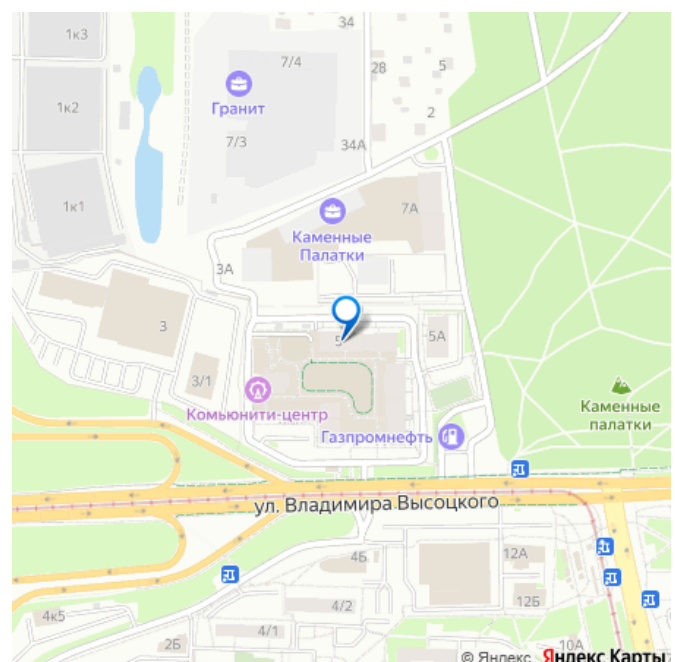 1к3
34
7/4
28
5
Гранит
1к2
2
7/3
34А
1к1
7А
Каменные
Палатки
3А
3
5
5А
3/1
Комьюнити-центр
Каменные
палатки
Газпромнефть
ул. Владимира Высоцкого
4Б
12А
4к5
4/2
12Б
4/1
2Б
10А
© Яндекс Яндекс Карты